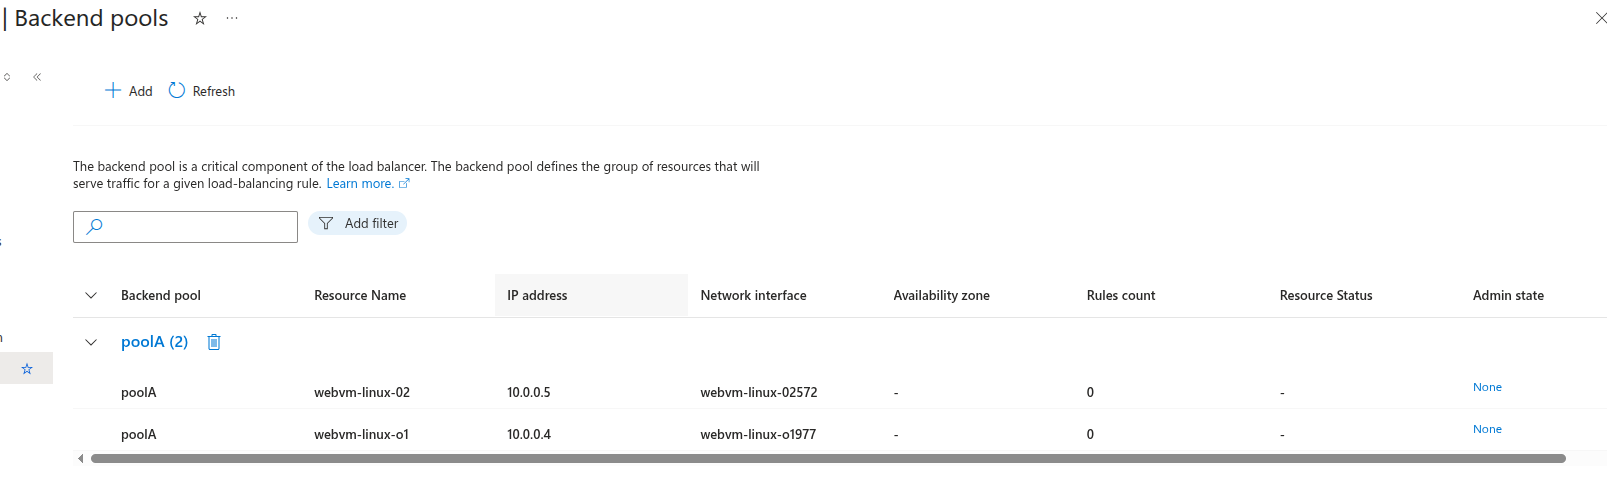 | Backend pools
Add
Refresh
The backend pool is a critical component of the load balancer. The backend pool defines the group of resources that will
serve traffic for a given load-balancing rule. Learn more.
Add filter
Backend pool Resource Name IP address Network interface Availability zone Rules count Resource Status Admin state
poolA (2)
poolA webvm-linux-02 10.0.0.5 webvm-linux-02572 - 0 - None
poolA webvm-linux-o1 10.0.0.4 webvm-linux-o1977 - 0 - None